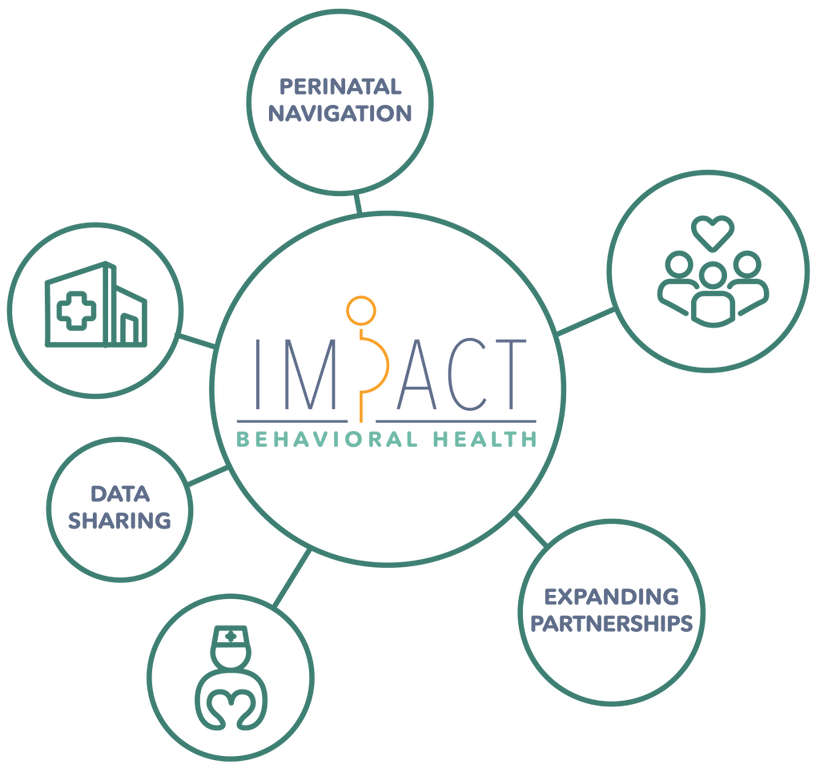 PERINATAL
NAVIGATION
IMPACT
BEHAVIORAL HEALTH
DATA
SHARING
EXPANDING
PARTNERSHIPS